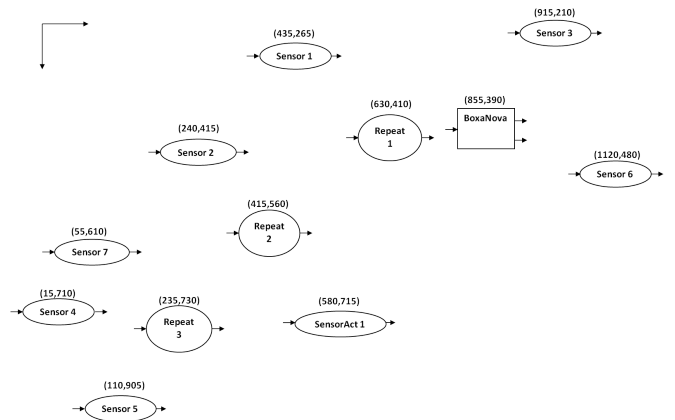 (915,210)
Sensor 3
(435,265)
Sensor 1
(630,410)
Repeat
1
(855,390)
BoxaNova
(240,415)
Sensor 2
(1120,480)
Sensor 6
(415,560)
Repeat
2
(55,610)
Sensor 7
(15,710)
Sensor 4
(235,730)
Repeat
3
(580,715)
SensorAct 1
(110,905)
Sensor 5